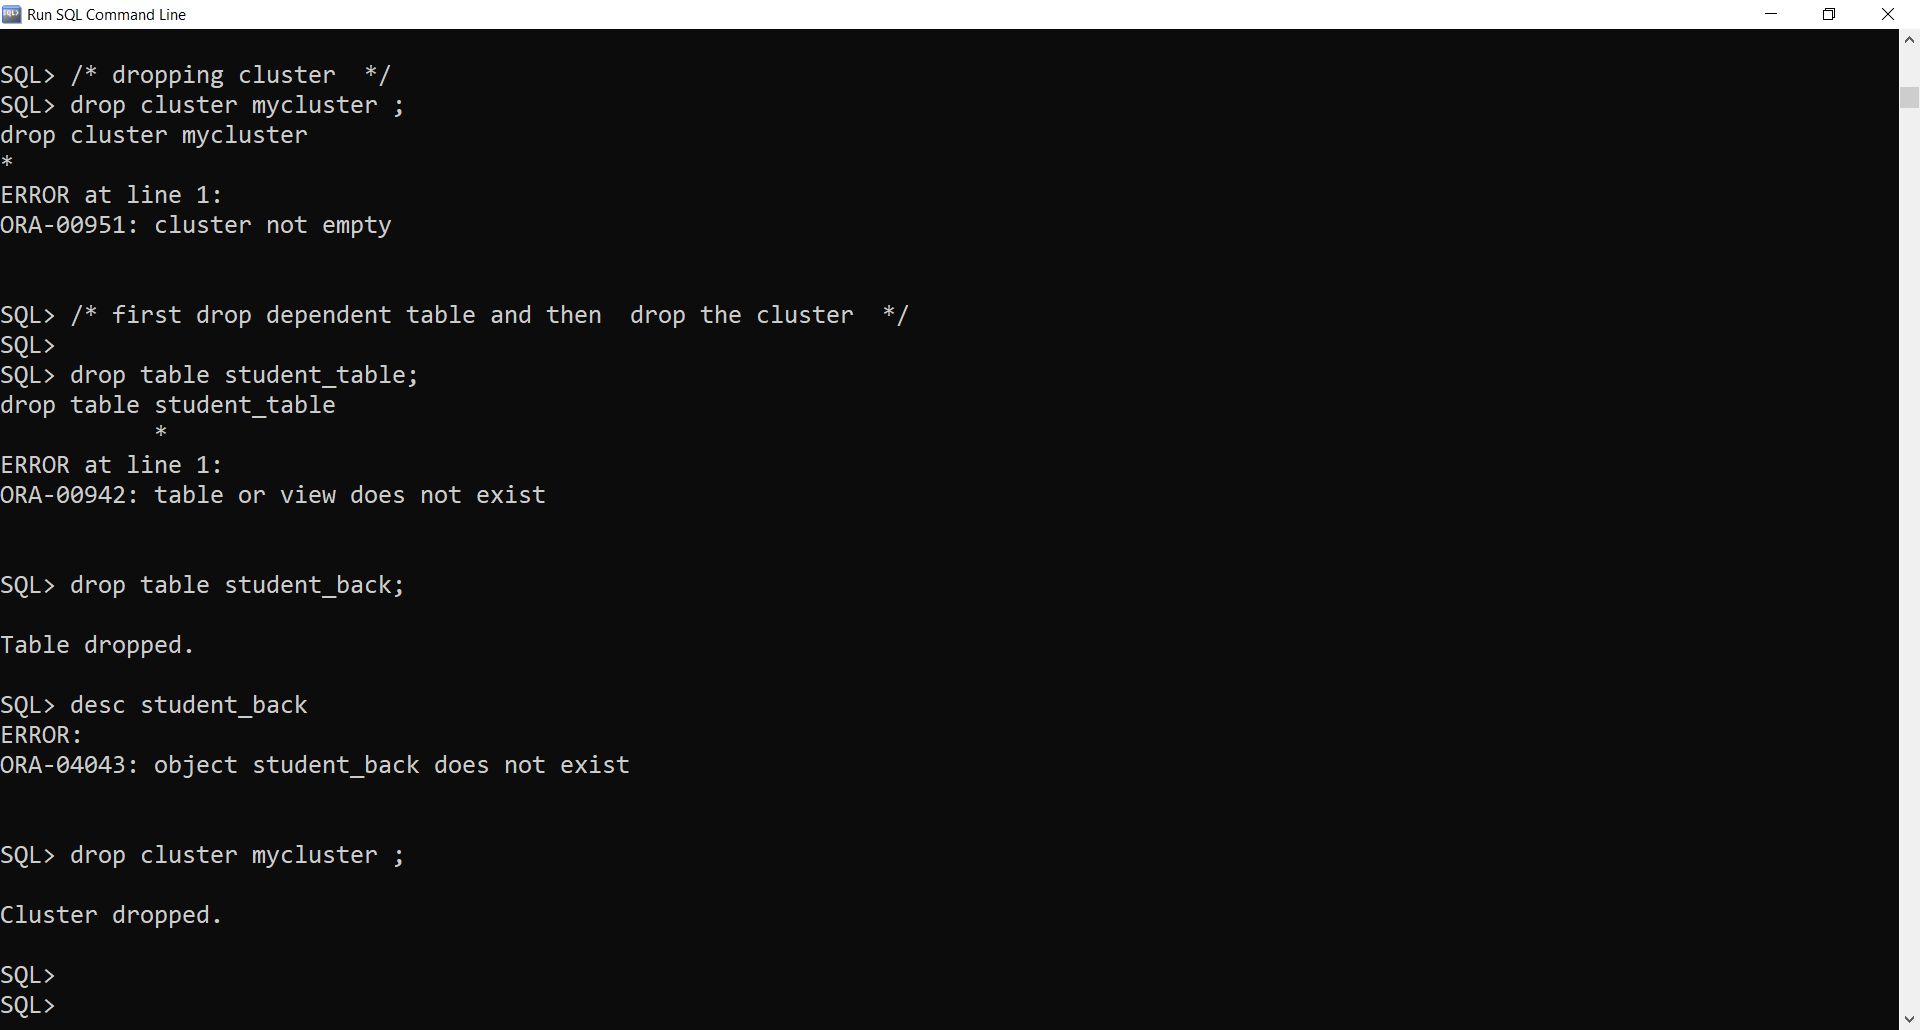 Run SQL Command Line
SQL> /* dropping cluster  */
SQL> drop cluster mycluster ;
drop cluster mycluster
*
ERROR at line 1:
ORA-00951: cluster not empty
SQL> /* first drop dependent table and then  drop the cluster  */
SQL>
SQL> drop table student_table;
drop table student_table
           *
ERROR at line 1:
ORA-00942: table or view does not exist
SQL> drop table student_back;
Table dropped.
SQL> desc student_back
ERROR:
ORA-04043: object student_back does not exist
SQL> drop cluster mycluster ;
Cluster dropped.
SQL>
SQL>